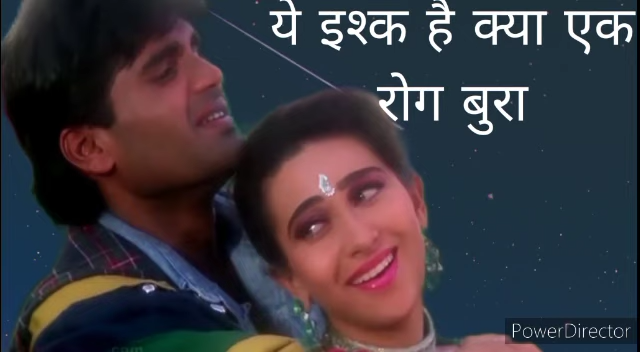 ये इश्क है क्या एक
रोग बुरा
PowerDirector